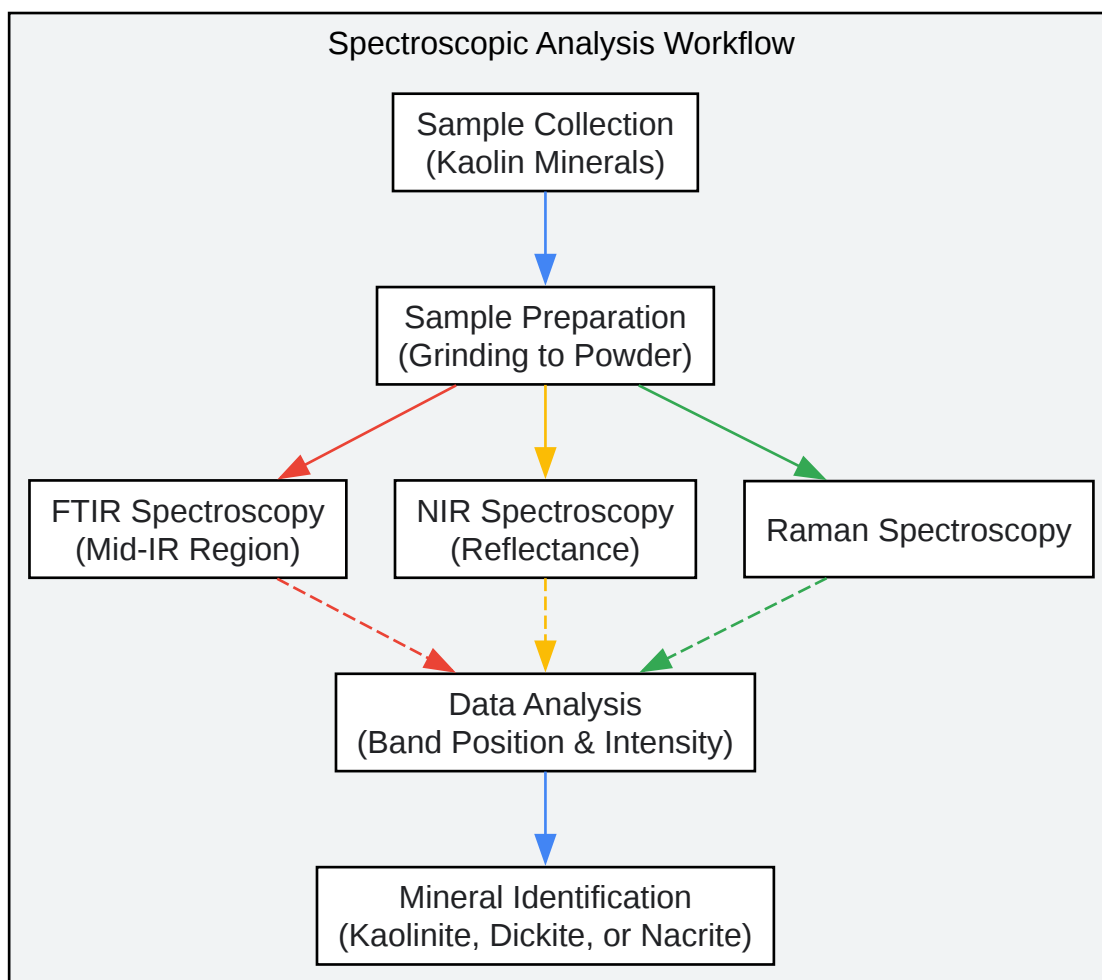 Spectroscopic Analysis Workflow
Sample Collection
(Kaolin Minerals)
Sample Preparation
(Grinding to Powder)
FTIR Spectroscopy
(Mid-IR Region)
NIR Spectroscopy
(Reflectance)
Raman Spectroscopy
Data Analysis
(Band Position & Intensity)
Mineral Identification
(Kaolinite, Dickite, or Nacrite)